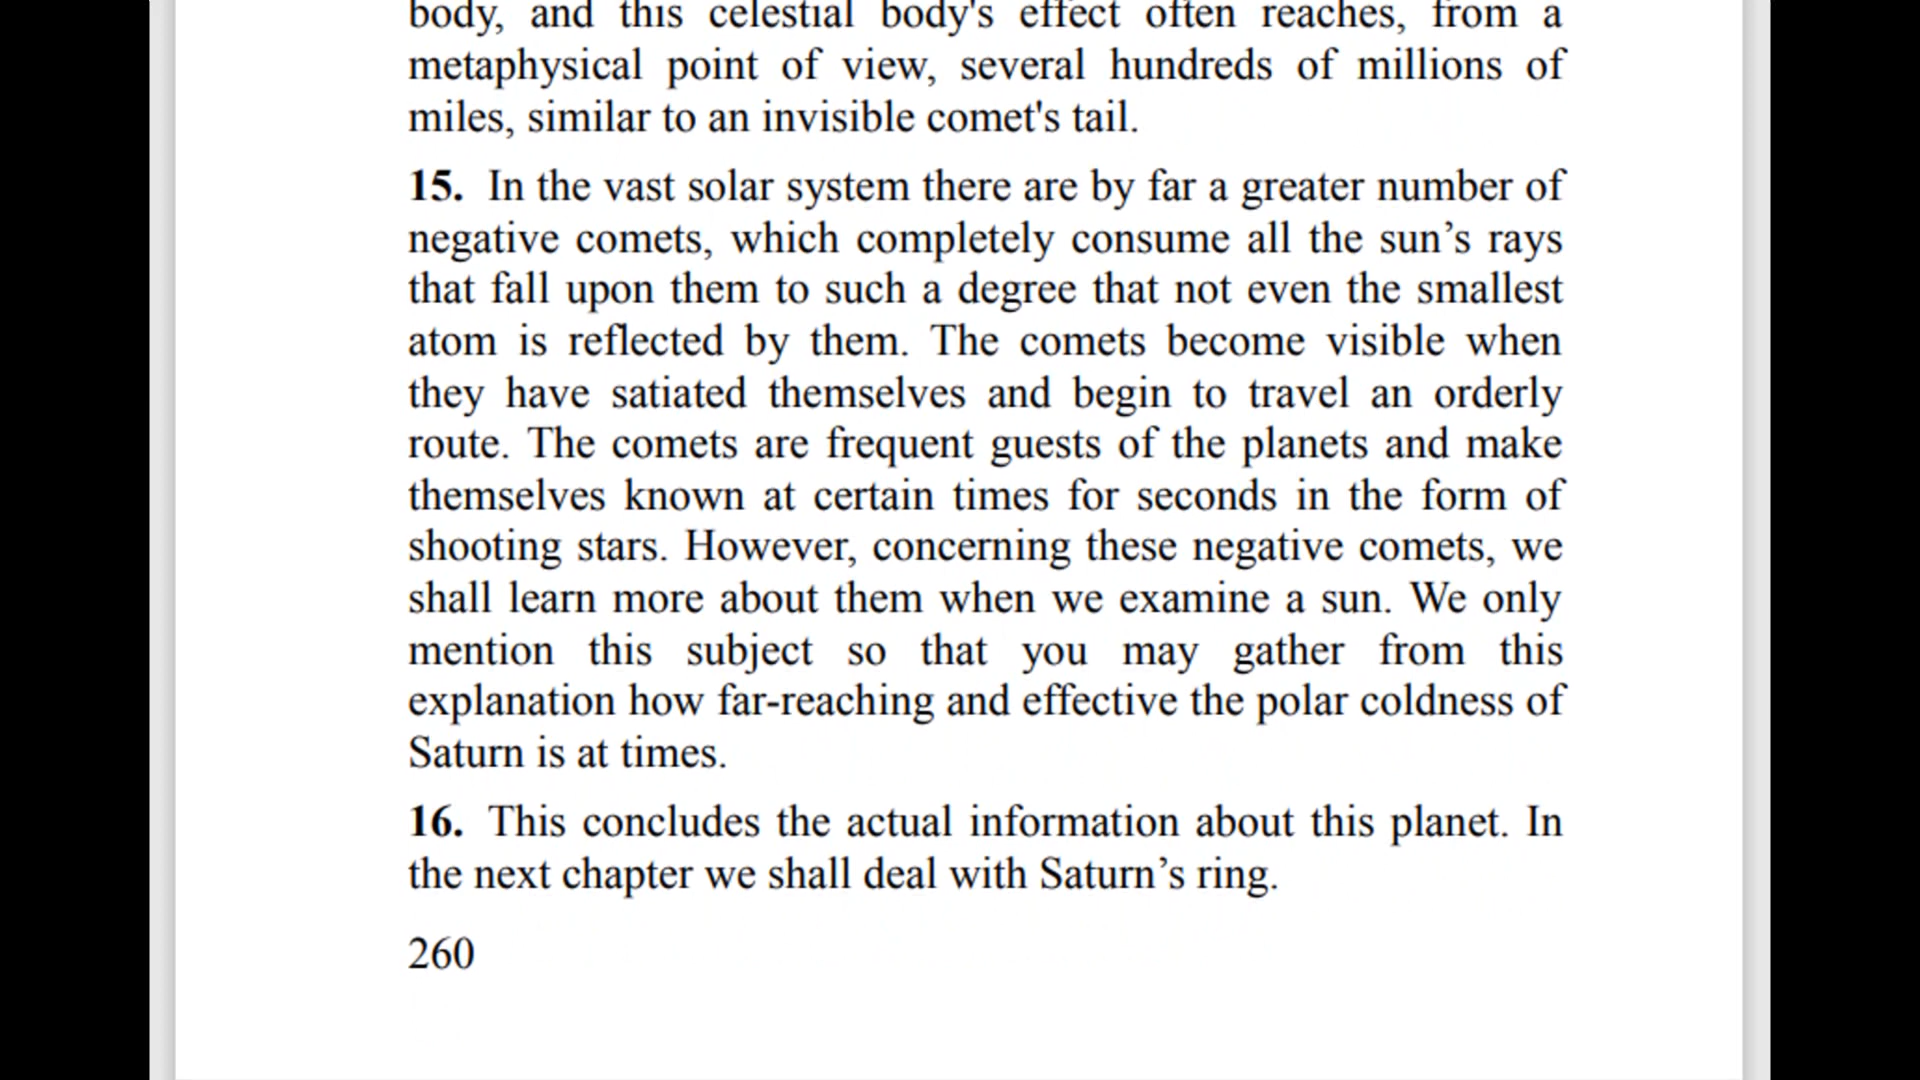 body, and this celestial body's effect often reaches, from a
metaphysical point of view, several hundreds of millions of
miles, similar to an invisible comet's tail.
15. In the vast solar system there are by far a greater number of
negative comets, which completely consume all the sun’s rays
that fall upon them to such a degree that not even the smallest
atom is reflected by them. The comets become visible when
they have satiated themselves and begin to travel an orderly
route. The comets are frequent guests of the planets and make
themselves known at certain times for seconds in the form of
shooting stars. However, concerning these negative comets, we
shall learn more about them when we examine a sun. We only
mention this subject so that you may gather from this
explanation how far-reaching and effective the polar coldness of
Saturn is at times.
16. This concludes the actual information about this planet. In
the next chapter we shall deal with Saturn’s ring.
260